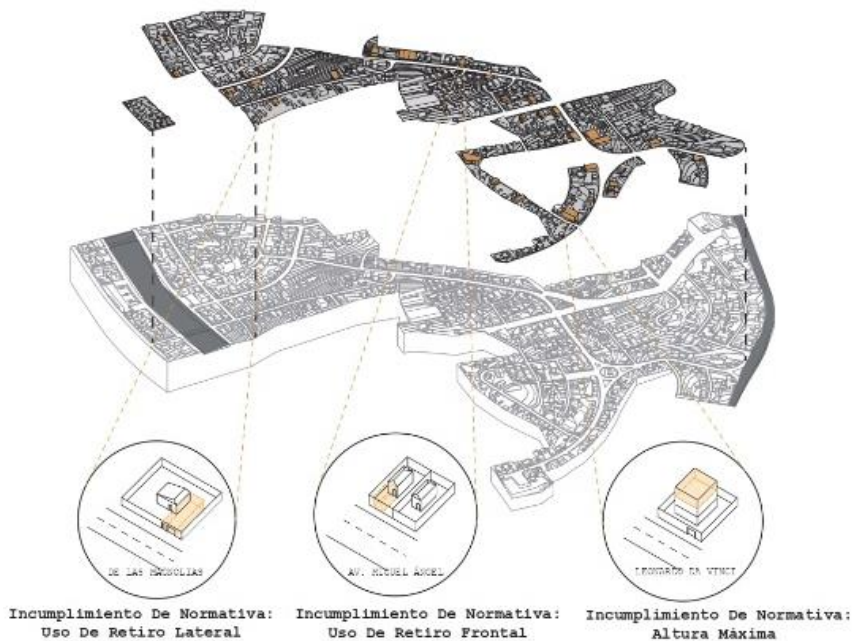 DE LAS MAGNOLIAS
AV. MIGUEL ÁNGEL
LEONARDO DA VINCI
Incumplimiento De Normativa:
Uso De Retiro Lateral
Incumplimiento De Normativa:
Uso De Retiro Frontal
Incumplimiento De Normativa:
Altura Máxima